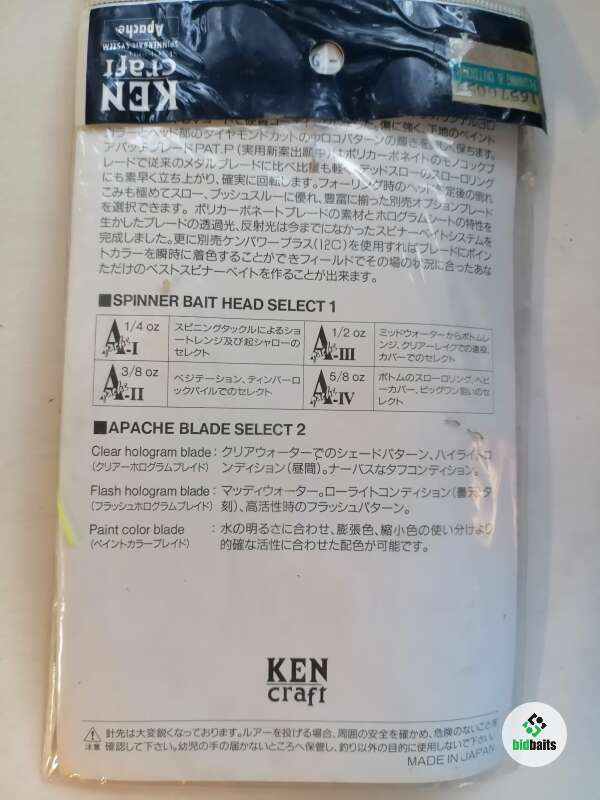 Apache
SPINNERBAIT SYSTEM
KEN
craft
ラーとヘッド部のダイヤモンドカットのウロコパターンの輝きを
アパッチブレードPAT.P(実用新案出願中)はポリカーボネイトのモノコックブ
レードで従来のメタルブレードに比べ比重も軽く、デッドスローのスローロリング
にも素早く立ち上がり、確実に回転します。フォーリング時のヘッド安定後の倒れ
こみも極めてスロー、プッシュスルーに優れ、豊富に揃った別売オプションブレード
を選択できます。ポリカーボネートブレードの素材とホログラムシートの特性を
生かしたブレードの透過光、反射光は今までになかったスピナーベイトシステムを
完成しました。更に別売ケンパワープラス(12C)を使用すればブレードにポイン
トカラーを瞬時に着色することができフィールドでその場の状況に合ったあな
ただけのベストスピナーベイトを作ることが出来ます。
■SPINNER BAIT HEAD SELECT 1
Apache-I 1/4 oz スピニングタックルによるショ
ートレンジ及び起シャローの
セレクト
Apache-III 1/2 oz ミッドウォーターからボトムレ
ンジ、クリアーレイクでの遠投、
カバーでのセレクト
Apache-II 3/8 oz ベジテーション、ティンバーロ
ックパイルでのセレクト
Apache-IV 5/8 oz ボトムのスローロリング、ヘビ
ーカバー、ビッグワン狙いのセ
レクト
■APACHE BLADE SELECT 2
Clear hologram blade : クリアウォーターでのシェードパターン、ハイライトコ
(クリアーホログラムブレイド) ンディション(昼間)。ナーバスなタフコンディション。
Flash hologram blade : マッディウォーター。ローライトコンディション(曇天、夕
(フラッシュホログラムブレイド) 刻)、高活性時のフラッシュパターン。
Paint color blade : 水の明るさに合わせ、膨張色、縮小色の使い分けより
(ペイントカラーブレイド) 的確な活性に合わせた配色が可能です。
KEN
craft
注意 針先は大変鋭くなっております。ルアーを投げる場合、周囲の安全を確かめ、危険のないことを
確認して下さい。幼児の手の届かないところへ保管し、釣り以外の目的に使用しないで下さい。
MADE IN JAPAN
bidbaits